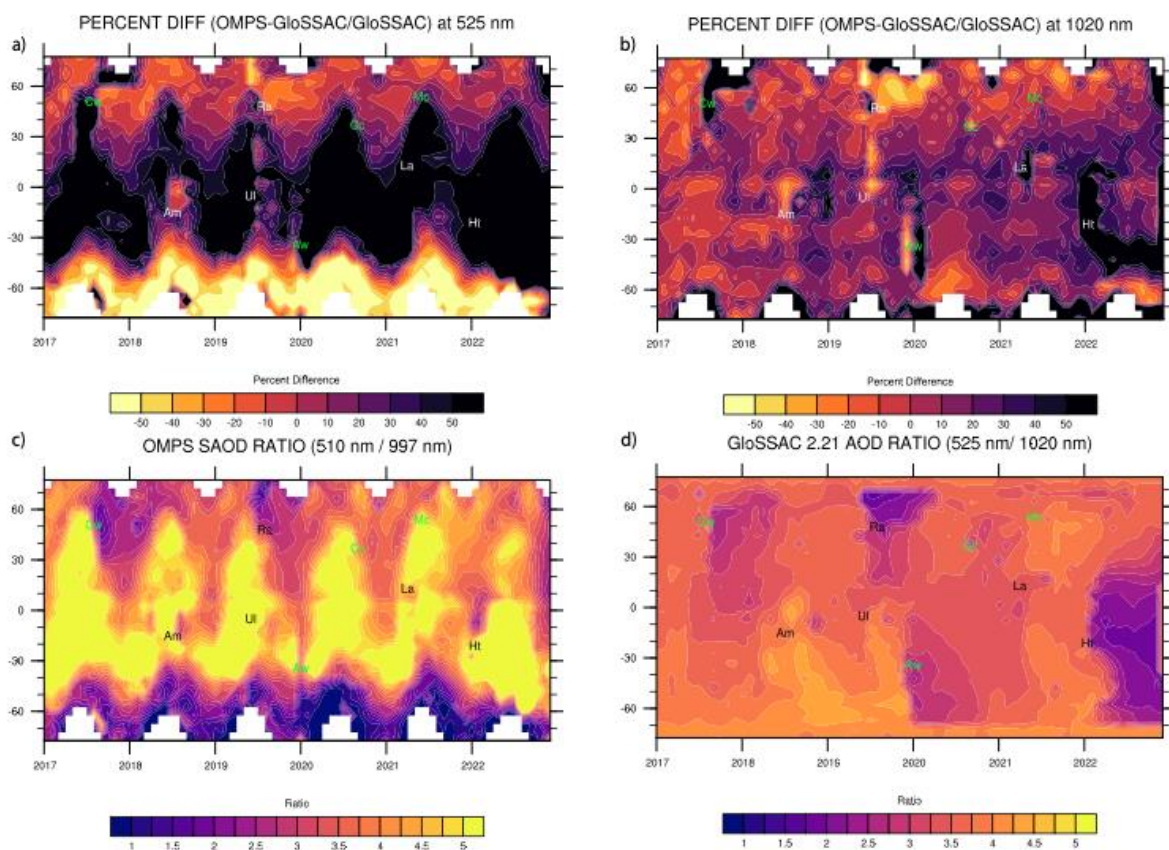 PERCENT DIFF (OMPS-GloSSAC/GloSSAC) at 525 nm
a)
60
30
0
-30
-60
Cw
Ra
Mc
La
Ul
Am
Aw
Ht
2017 2018 2019 2020 2021 2022
Percent Difference
-50 -40 -30 -20 -10 0 10 20 30 40 50
PERCENT DIFF (OMPS-GloSSAC/GloSSAC) at 1020 nm
b)
60
30
0
-30
-60
Cw
Ra
Mc
La
Ul
Am
Aw
Ht
2017 2018 2019 2020 2021 2022
Percent Difference
-50 -40 -30 -20 -10 0 10 20 30 40 50
c)
OMPS SAOD RATIO (510 nm / 997 nm)
60
30
0
-30
-60
Ra
Mc
La
Ul
Am
Aw
Ht
2017 2018 2019 2020 2021 2022
Ratio
1 1.5 2 2.5 3 3.5 4 4.5 5
d)
GloSSAC 2.21 AOD RATIO (525 nm/ 1020 nm)
60
30
0
-30
-60
Ra
La
Ul
Am
Aw
Ht
2017 2018 2019 2020 2021 2022
Ratio
1 1.5 2 2.5 3 3.5 4 4.5 5